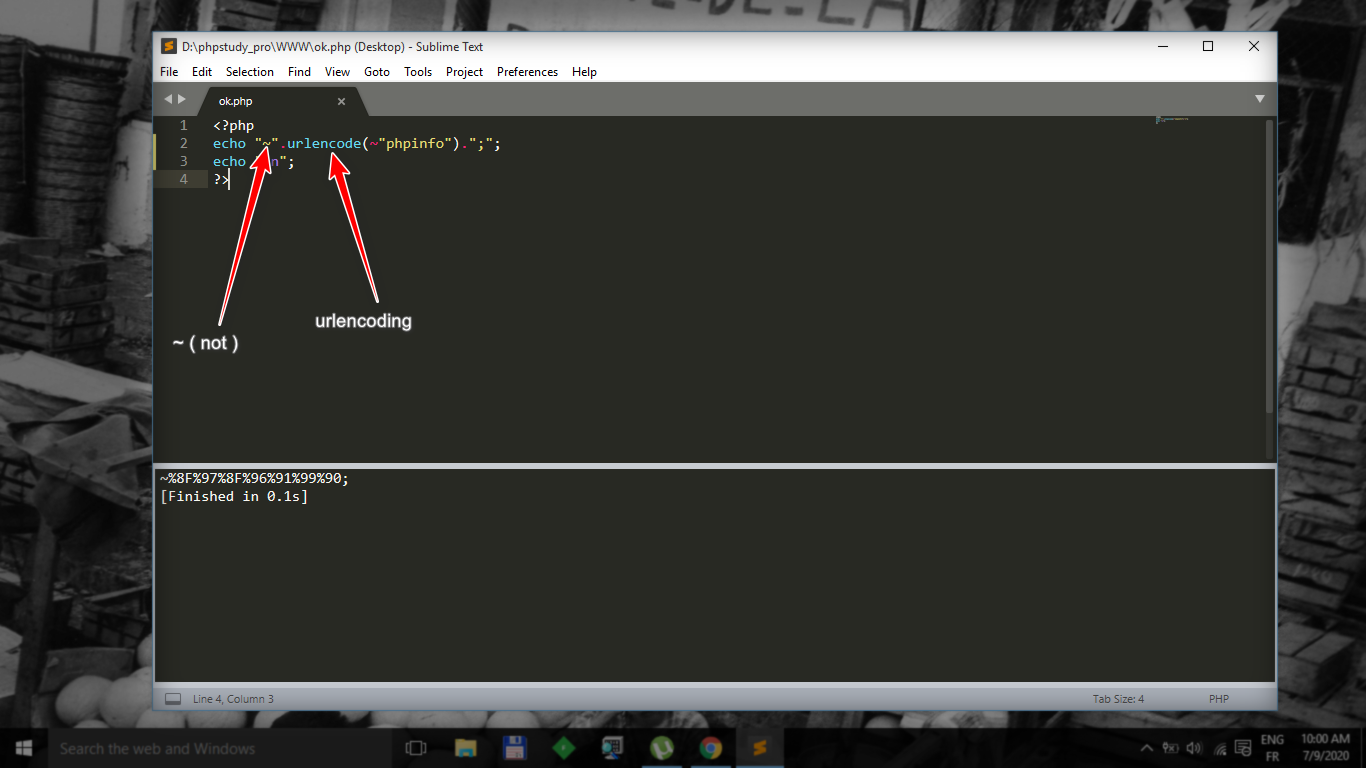 D:\phpstudy_pro\WWW\ok.php (Desktop) - Sublime Text
File Edit Selection Find View Goto Tools Project Preferences Help
ok.php
1 <?php
2 echo "~".urlencode(~"phpinfo").";";
3 echo n";
4 ?>
urlencoding
~ ( not )
~%8F%97%8F%96%91%99%90;
[Finished in 0.1s]
Line 4, Column 3
Tab Size: 4
PHP
Search the web and Windows
ENG
10:00 AM
FR
7/9/2020